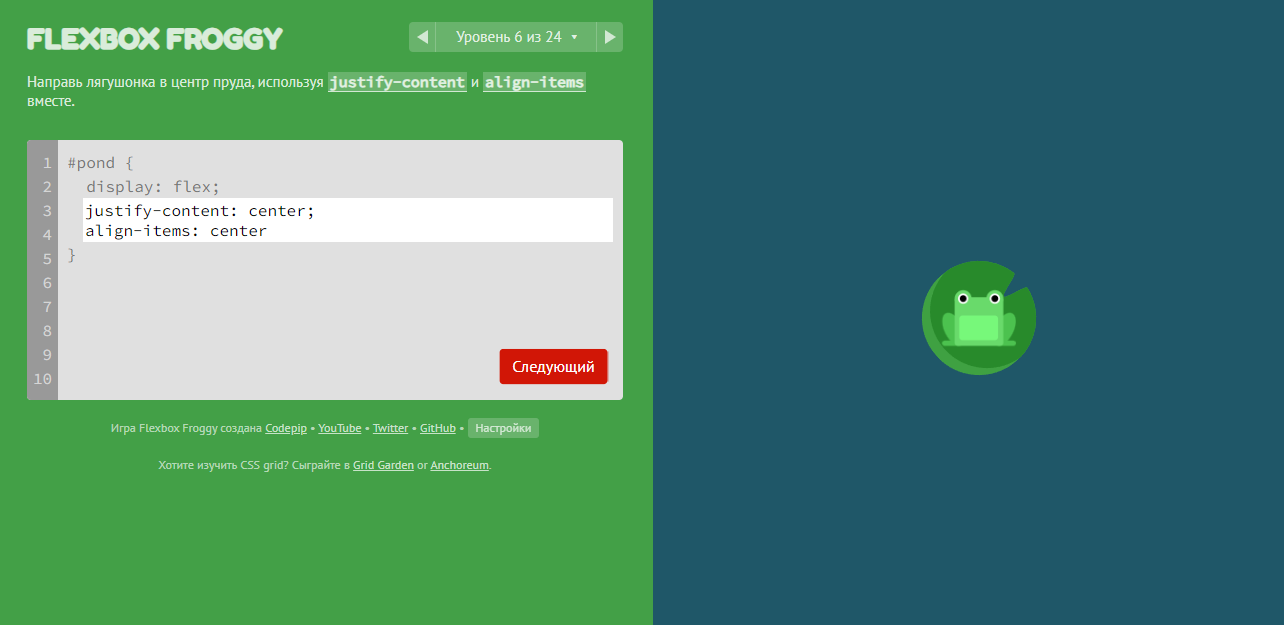 FLEXBOX FROGGY
Уровень 6 из 24
Направь лягушонка в центр пруда, используя justify-content и align-items
вместе.
1 #pond {
2 display: flex;
3 justify-content: center;
4 align-items: center
5 }
6
7
8
9
10
Следующий
Игра Flexbox Froggy создана Codepip • YouTube • Twitter • GitHub • Настройки
Хотите изучить CSS grid? Сыграйте в Grid Garden or Anchoreum.